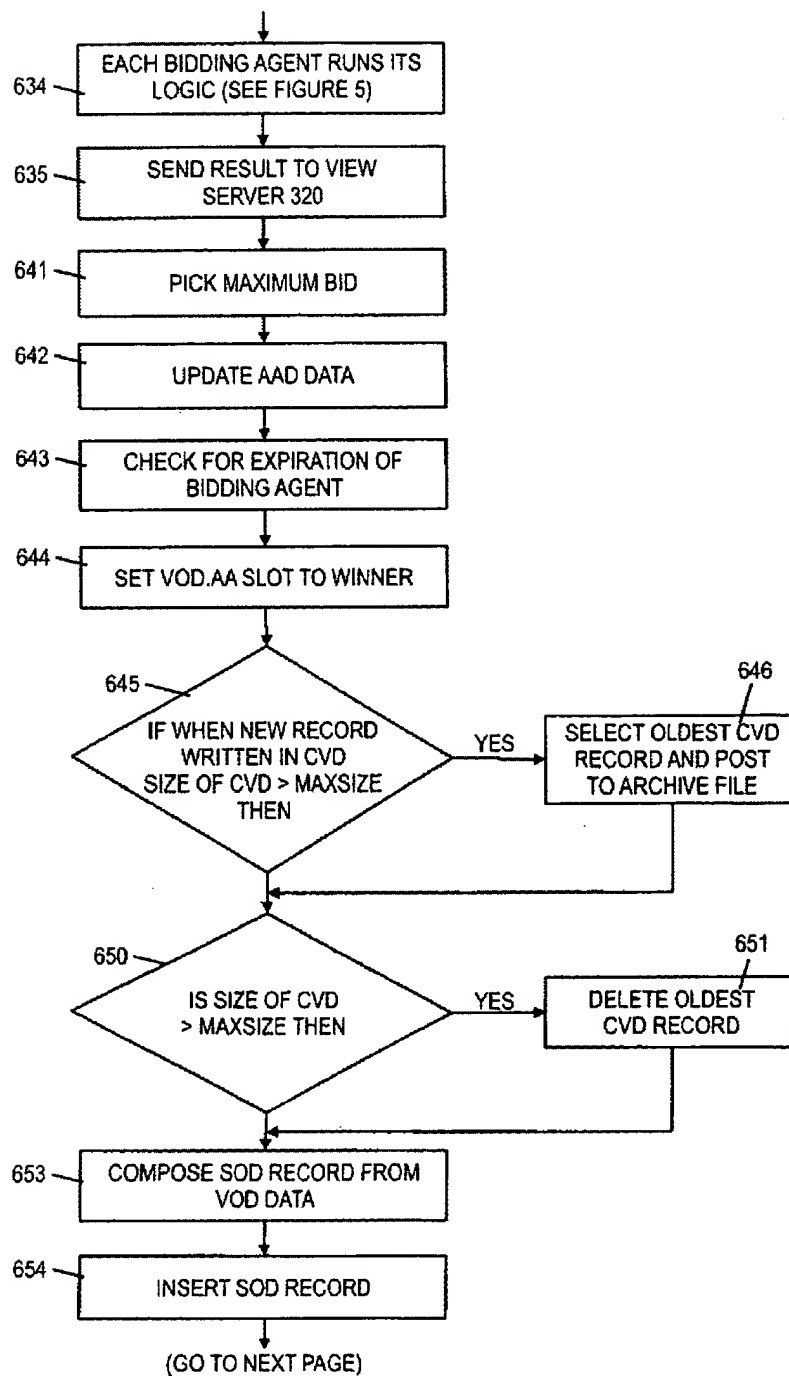 634
EACH BIDDING AGENT RUNS ITS
LOGIC (SEE FIGURE 5)
635
SEND RESULT TO VIEW
SERVER 320
641
PICK MAXIMUM BID
642
UPDATE AAD DATA
643
CHECK FOR EXPIRATION OF
BIDDING AGENT
644
SET VOD.AA SLOT TO WINNER
645
IF WHEN NEW RECORD
WRITTEN IN CVD
SIZE OF CVD > MAXSIZE
THEN
YES
646
SELECT OLDEST CVD
RECORD AND POST
TO ARCHIVE FILE
650
IS SIZE OF CVD
> MAXSIZE THEN
YES
651
DELETE OLDEST
CVD RECORD
653
COMPOSE SOD RECORD FROM
VOD DATA
654
INSERT SOD RECORD
(GO TO NEXT PAGE)